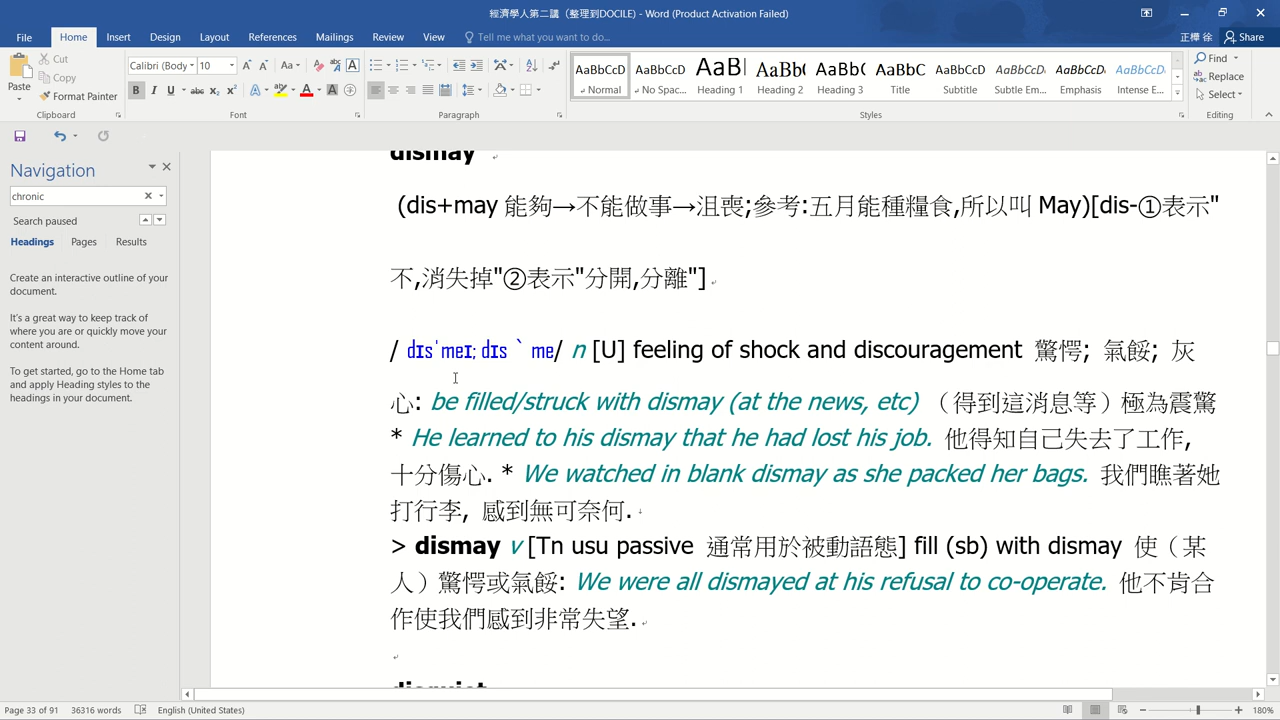 經濟學人第二講（整理到DOCILE) - Word (Product Activation Failed)
File Home Insert Design Layout References Mailings Review View Tell me what you want to do... 正樺 徐 Share
Paste
Cut
Copy
Format Painter
Clipboard
Calibri (Body 10
Font
Paragraph
AaBbCcD AaBbCcD AaBl AaBb( AaBbC AaBbC AaBbCcD AaBbCcD AaBbCcD AaBbCcD
Normal No Spac... Heading 1 Heading 2 Heading 3 Title Subtitle Subtle Em... Emphasis Intense E...
Styles
Find
Replace
Select
Editing
Navigation
chronic
Search paused
Headings Pages Results
Create an interactive outline of your
document.
It's a great way to keep track of
where you are or quickly move your
content around.
To get started, go to the Home tab
and apply Heading styles to the
headings in your document.
dismay
(dis+may 能夠→不能做事→沮喪;參考:五月能種糧食,所以叫 May)[dis-①表示"
不,消失掉"②表示"分開,分離"]
/ dɪsˈmeɪ; dɪsˋme/ n [U] feeling of shock and discouragement 驚愕; 氣餒; 灰
心: be filled/struck with dismay (at the news, etc) （得到這消息等）極為震驚
* He learned to his dismay that he had lost his job. 他得知自己失去了工作,
十分傷心. * We watched in blank dismay as she packed her bags. 我們瞧著她
打行李, 感到無可奈何.
> dismay v [Tn usu passive 通常用於被動語態] fill (sb) with dismay 使（某
人）驚愕或氣餒: We were all dismayed at his refusal to co-operate. 他不肯合
作使我們感到非常失望.
disquiet
Page 33 of 91 36316 words English (United States) 180%